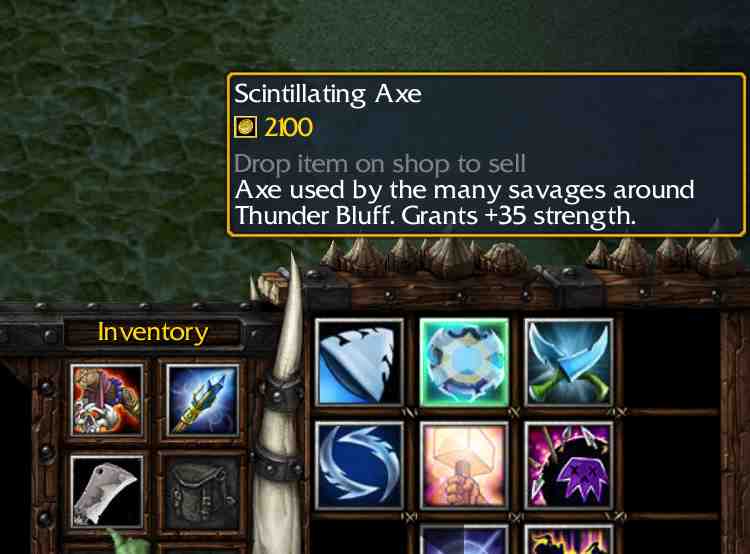 Scintillating Axe
2100
Drop item on shop to sell
Axe used by the many savages around
Thunder Bluff. Grants +35 strength.
Inventory